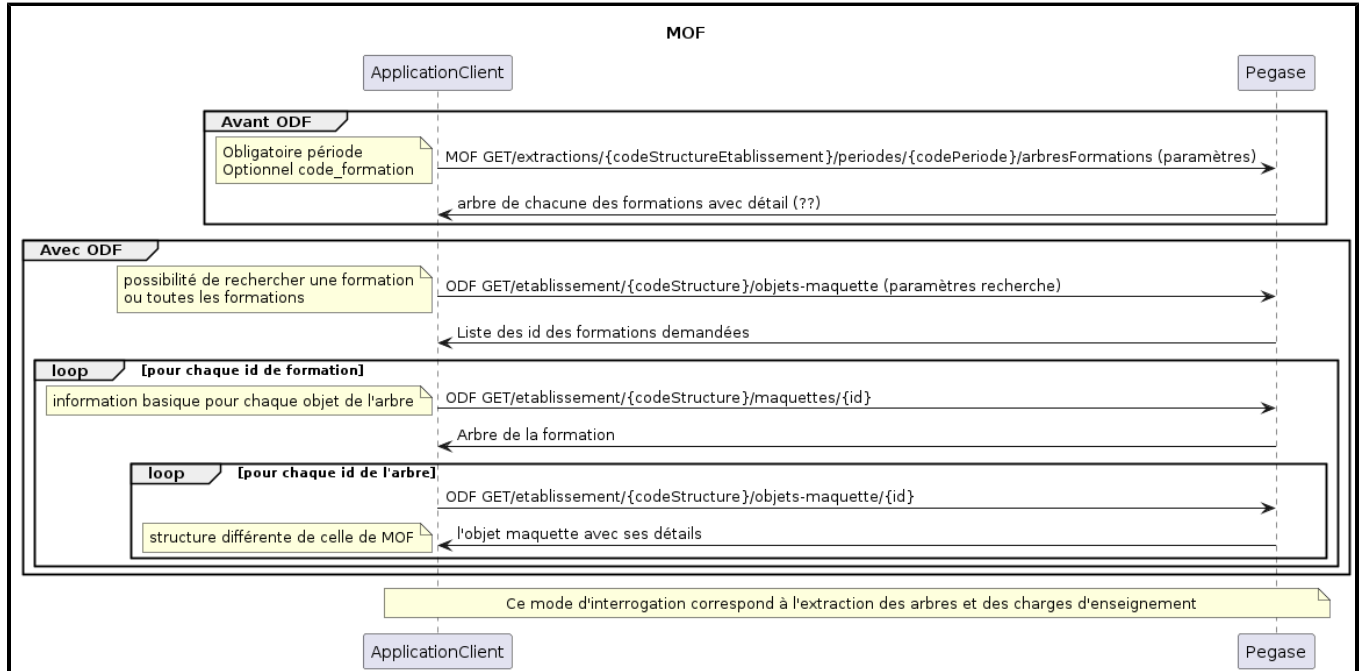 MOF
ApplicationClient
Pegase
Avant ODF
Obligatoire période
Optionnel code_formation
MOF GET/extractions/{codeStructureEtablissement}/periodes/{codePeriode}/arbresFormations (paramètres)
arbre de chacune des formations avec détail (??)
Avec ODF
possibilité de rechercher une formation
ou toutes les formations
ODF GET/etablissement/{codeStructure}/objets-maquette (paramètres recherche)
Liste des id des formations demandées
loop
[pour chaque id de formation]
information basique pour chaque objet de l'arbre
ODF GET/etablissement/{codeStructure}/maquettes/{id}
Arbre de la formation
loop
[pour chaque id de l'arbre]
ODF GET/etablissement/{codeStructure}/objets-maquette/{id}
structure différente de celle de MOF
l'objet maquette avec ses détails
Ce mode d'interrogation correspond à l'extraction des arbres et des charges d'enseignement
ApplicationClient
Pegase